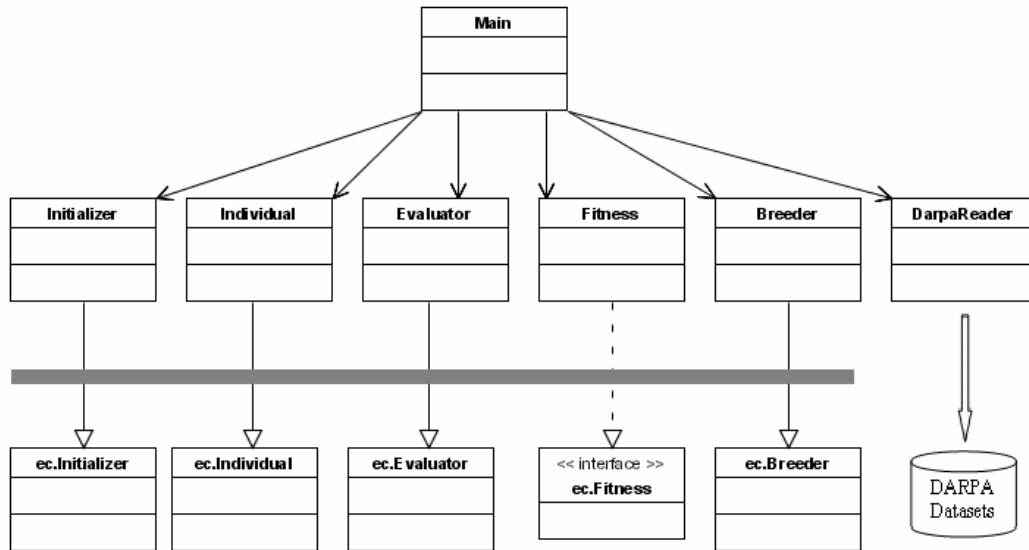 Main
Initializer
Individual
Evaluator
Fitness
Breeder
DarpaReader
ec.Initializer
ec.Individual
ec.Evaluator
<< interface >>
ec.Fitness
ec.Breeder
DARPA
Datasets